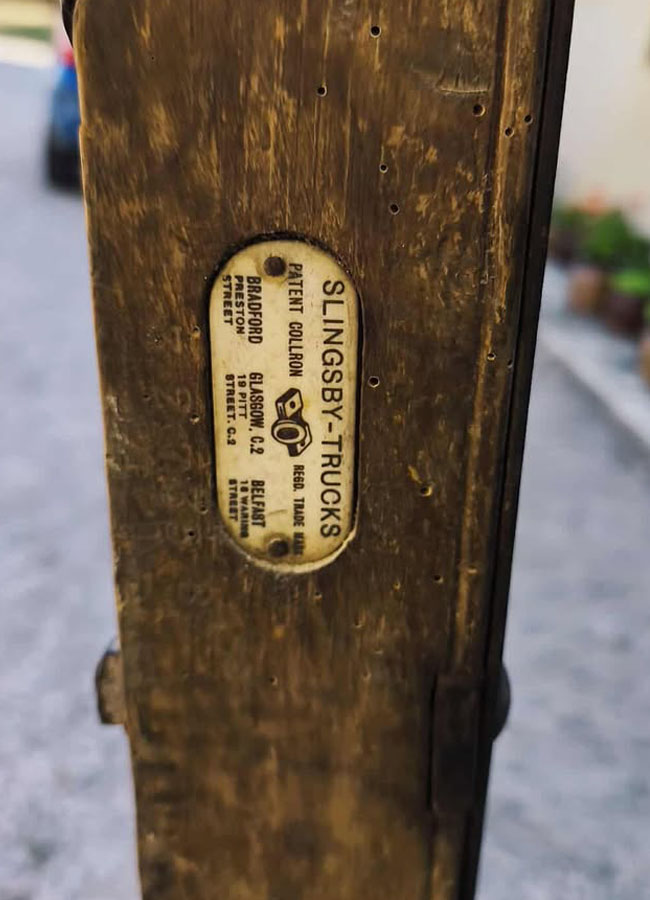 SLINGSBY-TRUCKS
PATENT COLLRON REGD. TRADE MARK
BRADFORD
PRESTON
STREET
GLASGOW. C.2
19 PITT
STREET. C.2
BELFAST
16 WARING
STREET